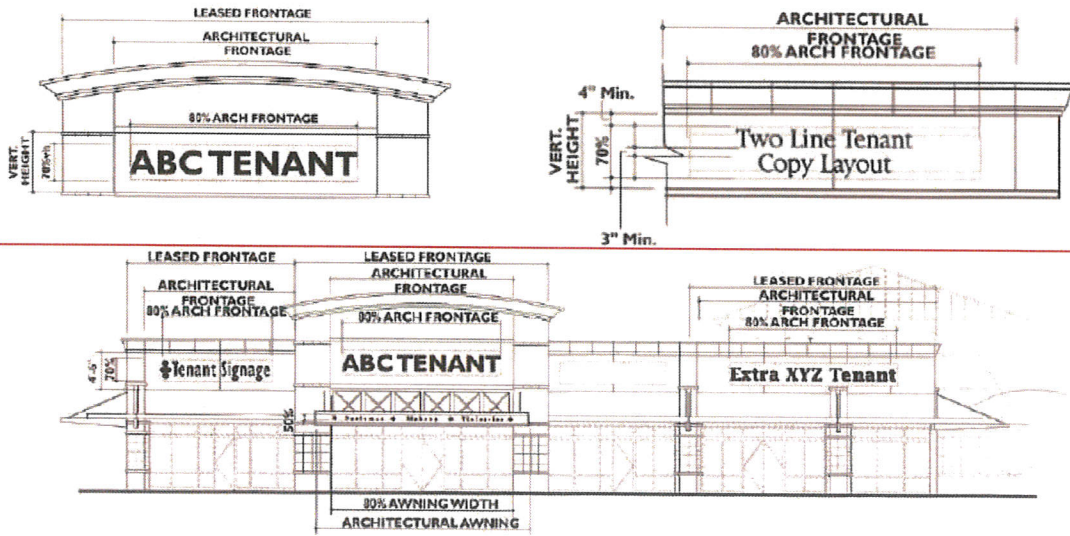 LEASED FRONTAGE
ARCHITECTURAL
FRONTAGE
80% ARCH FRONTAGE
VERT.
HEIGHT
ABC TENANT
ARCHITECTURAL
FRONTAGE
80% ARCH FRONTAGE
4" Min.
VERT.
HEIGHT
70%
Two Line Tenant
Copy Layout
3" Min.
LEASED FRONTAGE
ARCHITECTURAL
FRONTAGE
80% ARCH FRONTAGE
4'-6"
70%
Tenant Signage
LEASED FRONTAGE
ARCHITECTURAL
FRONTAGE
80% ARCH FRONTAGE
ABC TENANT
50%
80% AWNING WIDTH
ARCHITECTURAL AWNING
LEASED FRONTAGE
ARCHITECTURAL
FRONTAGE
80% ARCH FRONTAGE
Extra XYZ Tenant